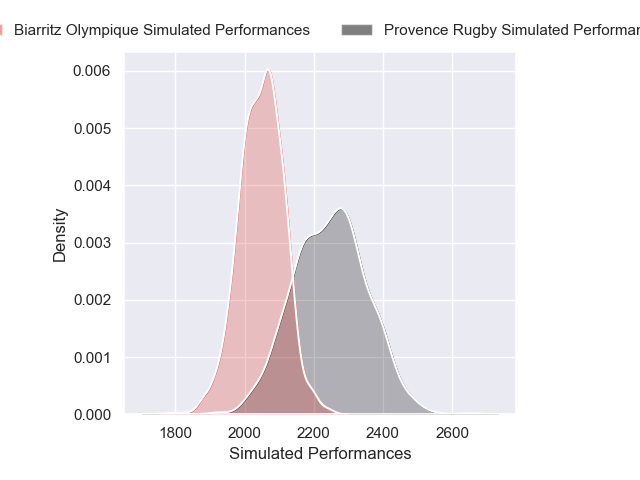 Biarritz Olympique Simulated Performances
Provence Rugby Simulated
0.006
0.005
0.004
0.003
0.002
0.001
0.000
Density
1800 2000 2200 2400 2600
Simulated Performances